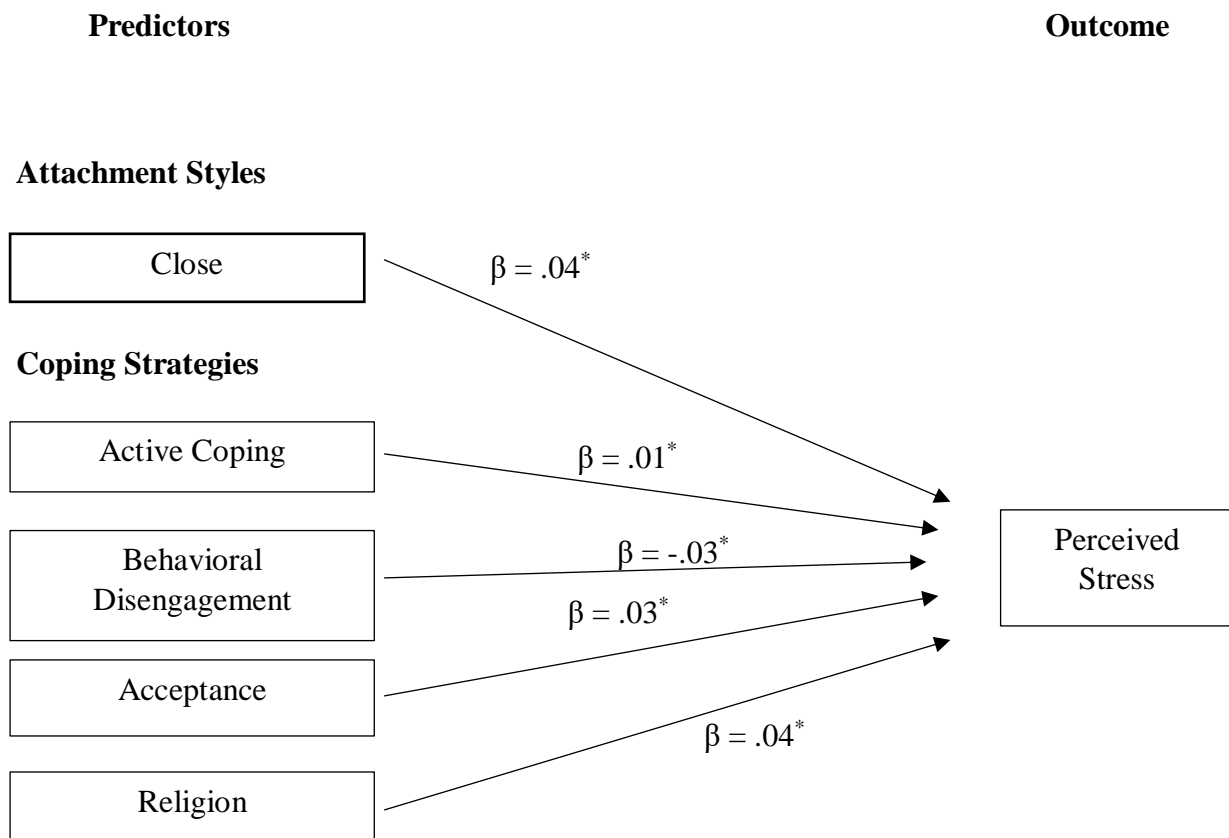 Predictors
Outcome
Attachment Styles
Close
β = .04*
Coping Strategies
Active Coping
β = .01*
Behavioral
Disengagement
β = -.03*
Perceived
Stress
β = .03*
Acceptance
β = .04*
Religion